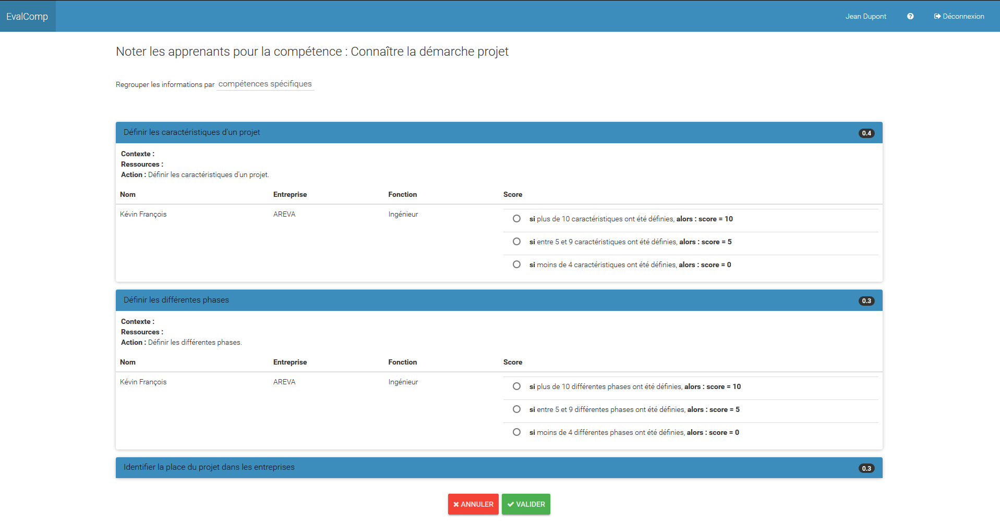 EvalComp
Jean Dupont
Déconnexion
Noter les apprenants pour la compétence : Connaître la démarche projet
Regrouper les informations par compétences spécifiques
Définir les caractéristiques d'un projet 0.4
Contexte :
Ressources :
Action : Définir les caractéristiques d'un projet.
Nom Entreprise Fonction Score
Kévin François AREVA Ingénieur
si plus de 10 caractéristiques ont été définies, alors : score = 10
si entre 5 et 9 caractéristiques ont été définies, alors : score = 5
si moins de 4 caractéristiques ont été définies, alors : score = 0
Définir les différentes phases 0.3
Contexte :
Ressources :
Action : Définir les différentes phases.
Nom Entreprise Fonction Score
Kévin François AREVA Ingénieur
si plus de 10 différentes phases ont été définies, alors : score = 10
si entre 5 et 9 différentes phases ont été définies, alors : score = 5
si moins de 4 différentes phases ont été définies, alors : score = 0
Identifier la place du projet dans les entreprises 0.3
ANNULER
VALIDER